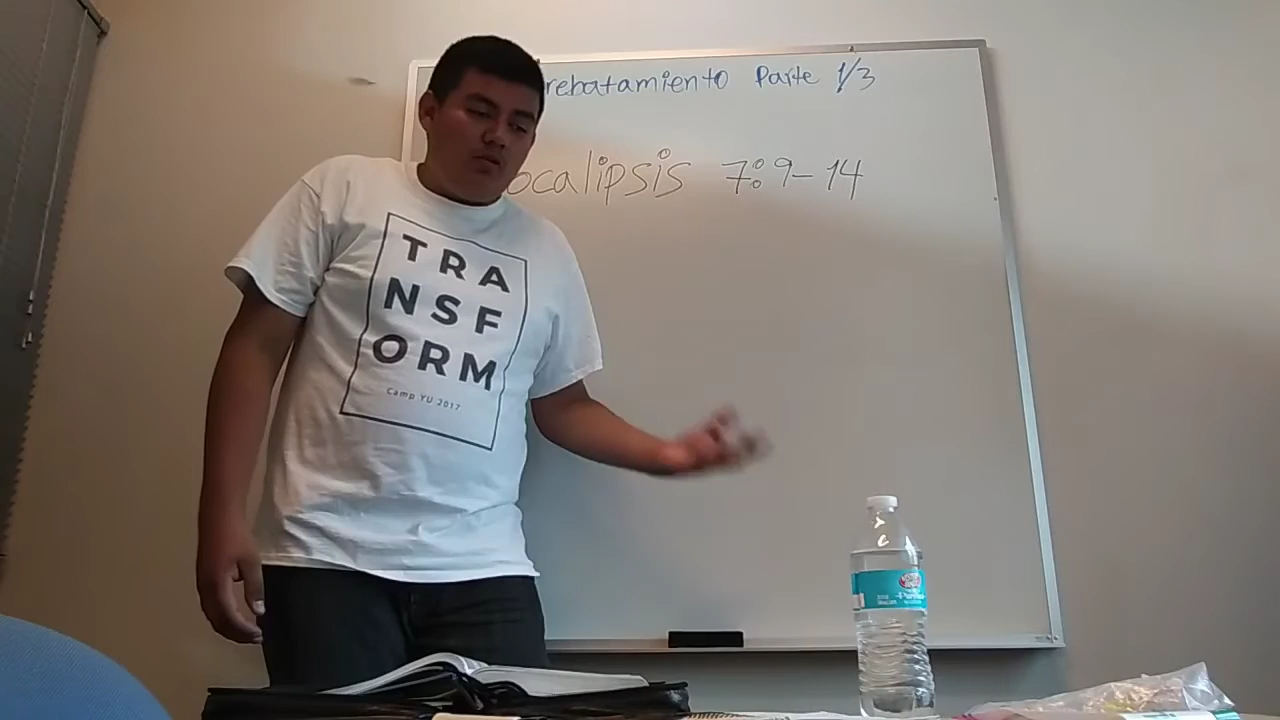 rebatamiento Parte 1/3
ocalipsis 7:9-14
TRA
NSF
ORM
Camp YU 2017